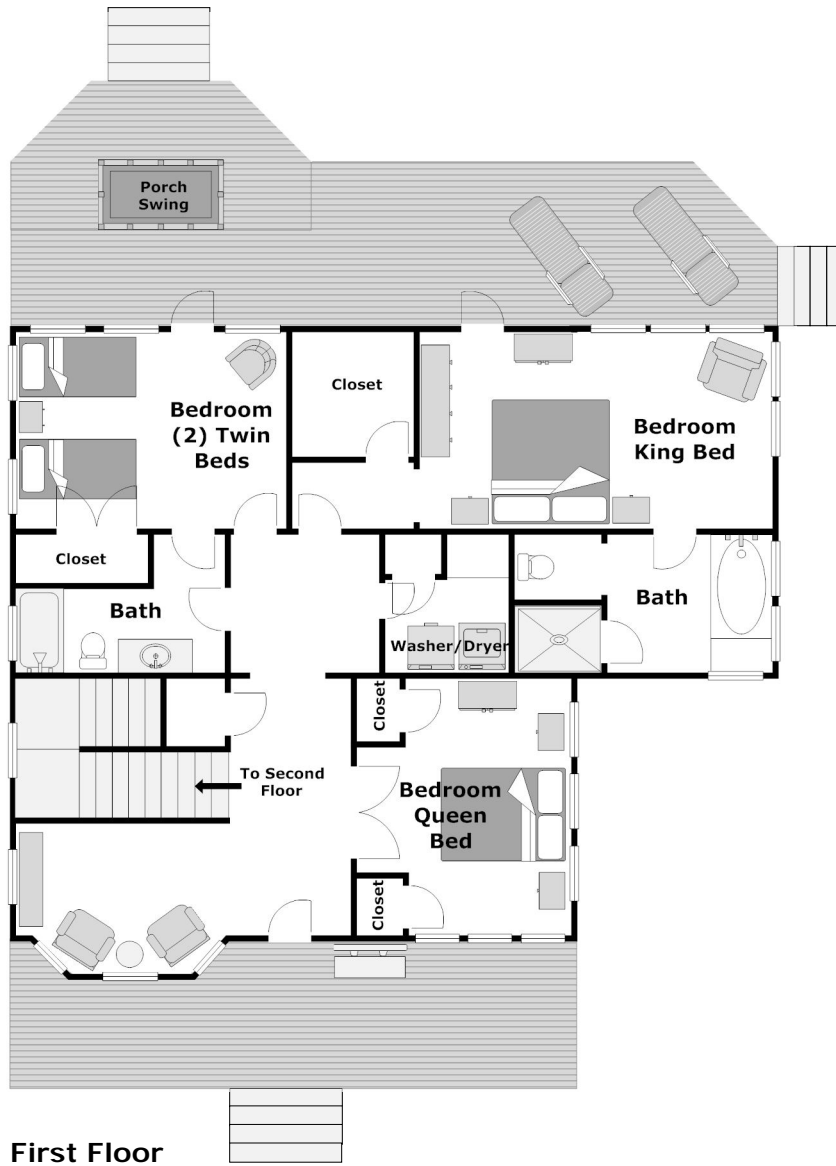 Porch
Swing
Closet
Bedroom
(2) Twin
Beds
Bedroom
King Bed
Closet
Bath
Washer/Dryer
Bath
Closet
To Second
Floor
Bedroom
Queen
Bed
Closet
First Floor